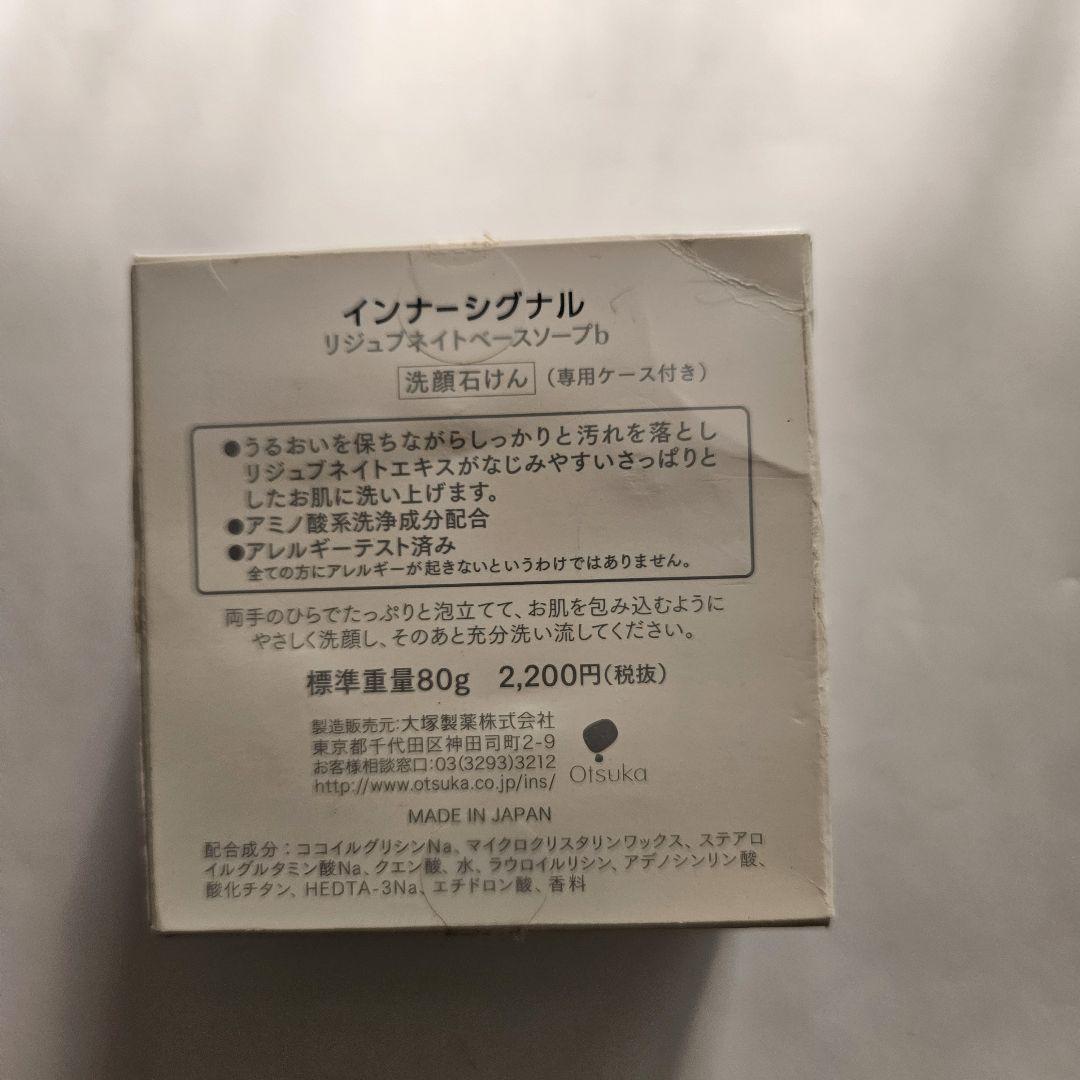 インナーシグナル
リジュブネイトベースソープb
洗顔石けん（専用ケース付き）
●うるおいを保ちながらしっかりと汚れを落とし
リジュブネイトエキスがなじみやすいさっぱりと
したお肌に洗い上げます。
●アミノ酸系洗浄成分配合
●アレルギーテスト済み
全ての方にアレルギーが起きないというわけではありません。
両手のひらでたっぷりと泡立てて、お肌を包み込むように
やさしく洗顔し、そのあと充分洗い流してください。
標準重量80g 2,200円（税抜）
製造販売元:大塚製薬株式会社
東京都千代田区神田司町2-9
お客様相談窓口:03(3293)3212
http://www.otsuka.co.jp/ins/
Otsuka
MADE IN JAPAN
配合成分：ココイルグリシンNa、マイクロクリスタリンワックス、ステアロ
イルグルタミン酸Na、クエン酸、水、ラウロイルリシン、アデノシンリン酸、
酸化チタン、HEDTA-3Na、エチドロン酸、香料